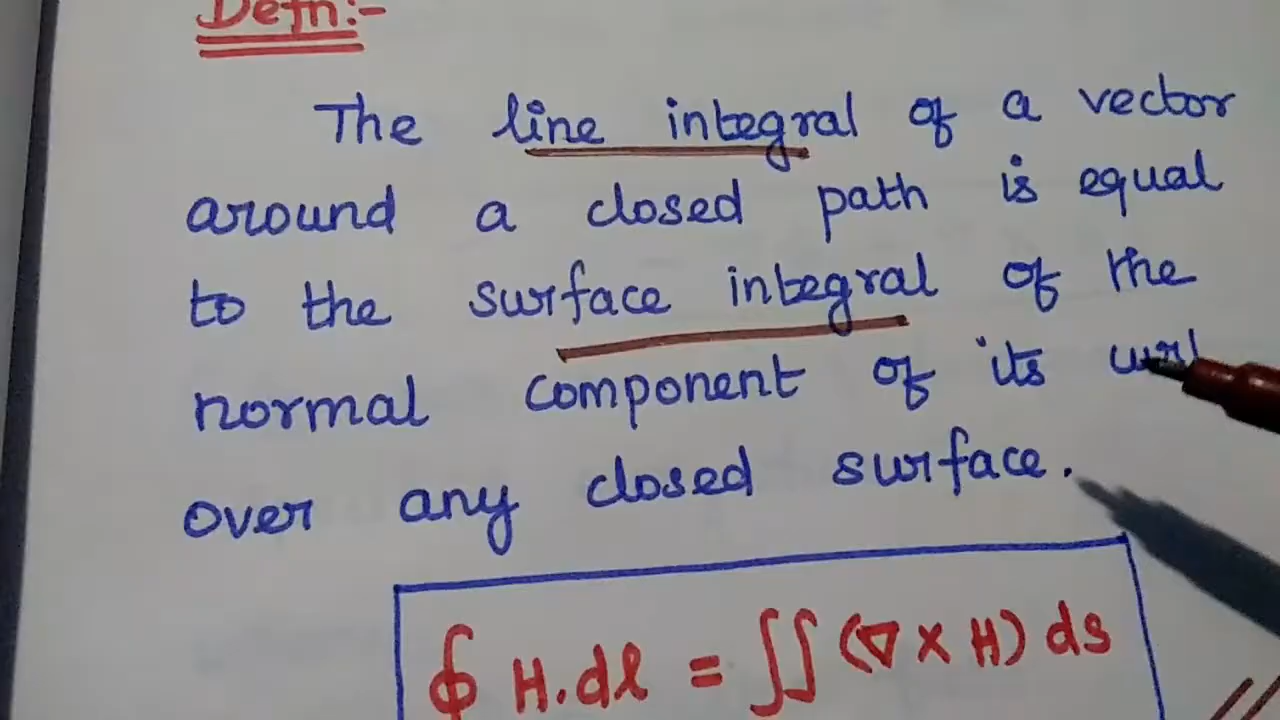 Defn:-
The line integral of a vector
around a closed path is equal
to the surface integral of the
normal component of its curl
over any closed surface.
∮ H.dl = ∬ (∇ × H) ds